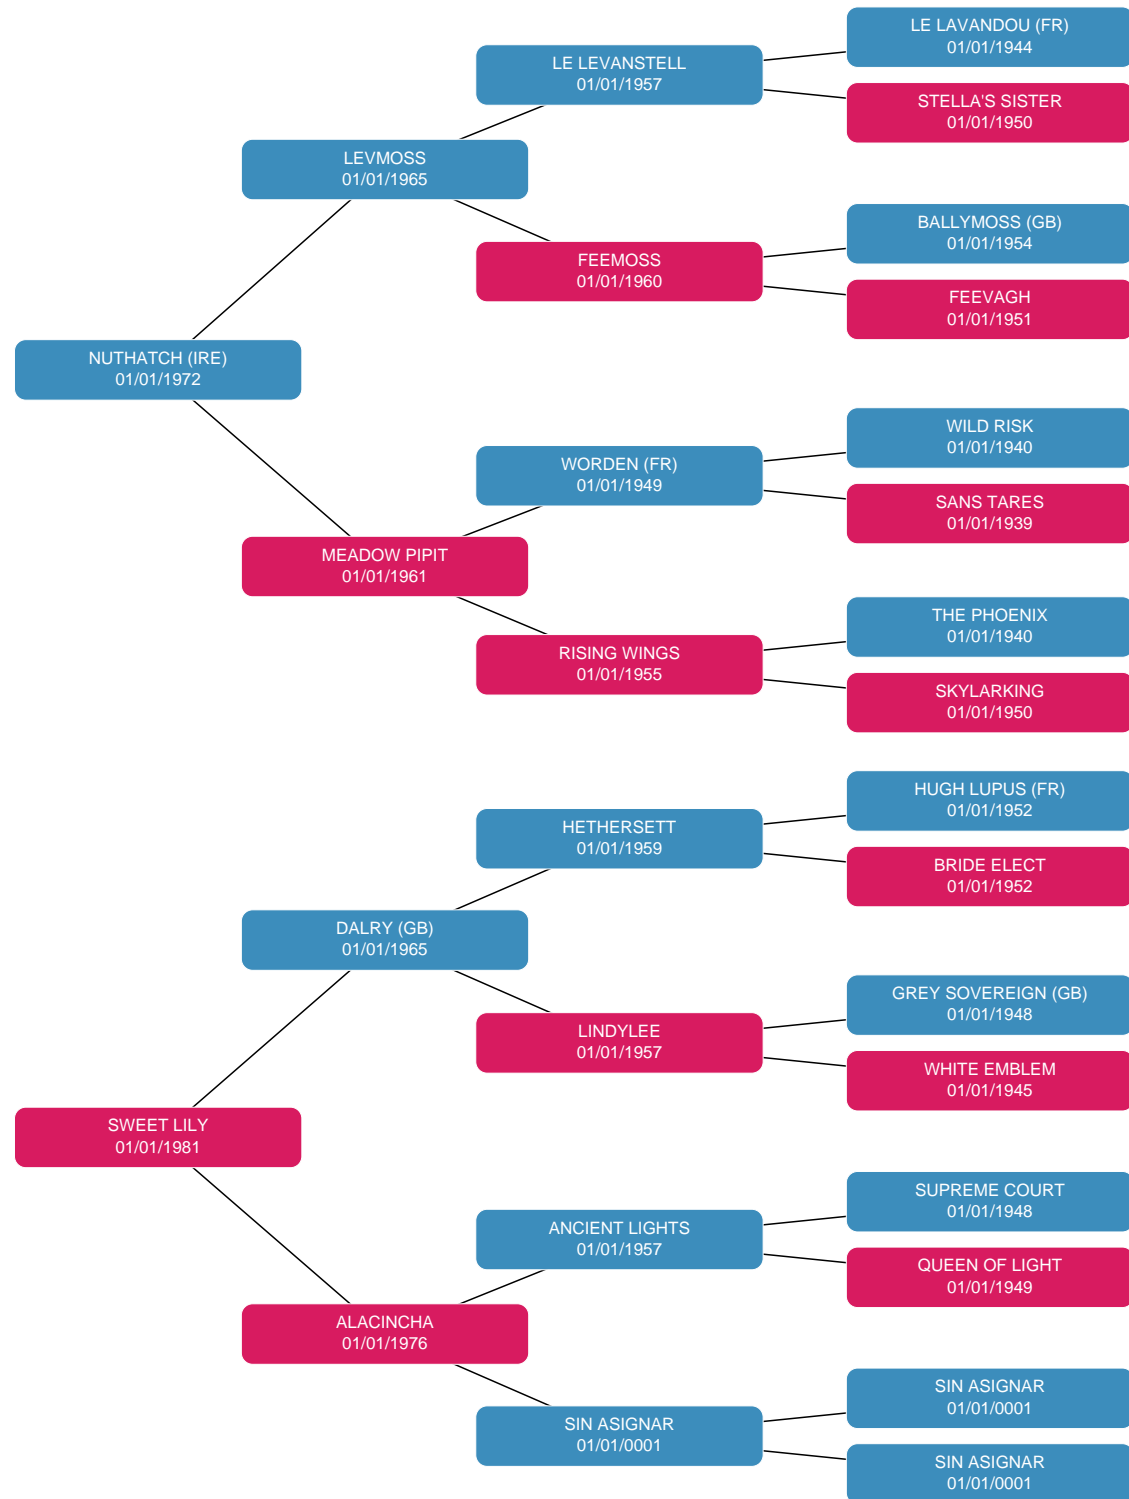 LE LAVANDOU (FR)
01/01/1944
LE LEVANSTELL
01/01/1957
STELLA'S SISTER
01/01/1950
LEVMOSS
01/01/1965
BALLYMOSS (GB)
01/01/1954
FEEMOSS
01/01/1960
FEEVAGH
01/01/1951
NUTHATCH (IRE)
01/01/1972
WILD RISK
01/01/1940
WORDEN (FR)
01/01/1949
SANS TARES
01/01/1939
MEADOW PIPIT
01/01/1961
THE PHOENIX
01/01/1940
RISING WINGS
01/01/1955
SKYLARKING
01/01/1950
HUGH LUPUS (FR)
01/01/1952
HETHERSETT
01/01/1959
BRIDE ELECT
01/01/1952
DALRY (GB)
01/01/1965
GREY SOVEREIGN (GB)
01/01/1948
LINDYLEE
01/01/1957
WHITE EMBLEM
01/01/1945
SWEET LILY
01/01/1981
SUPREME COURT
01/01/1948
ANCIENT LIGHTS
01/01/1957
QUEEN OF LIGHT
01/01/1949
ALACINCHA
01/01/1976
SIN ASIGNAR
01/01/0001
SIN ASIGNAR
01/01/0001
SIN ASIGNAR
01/01/0001